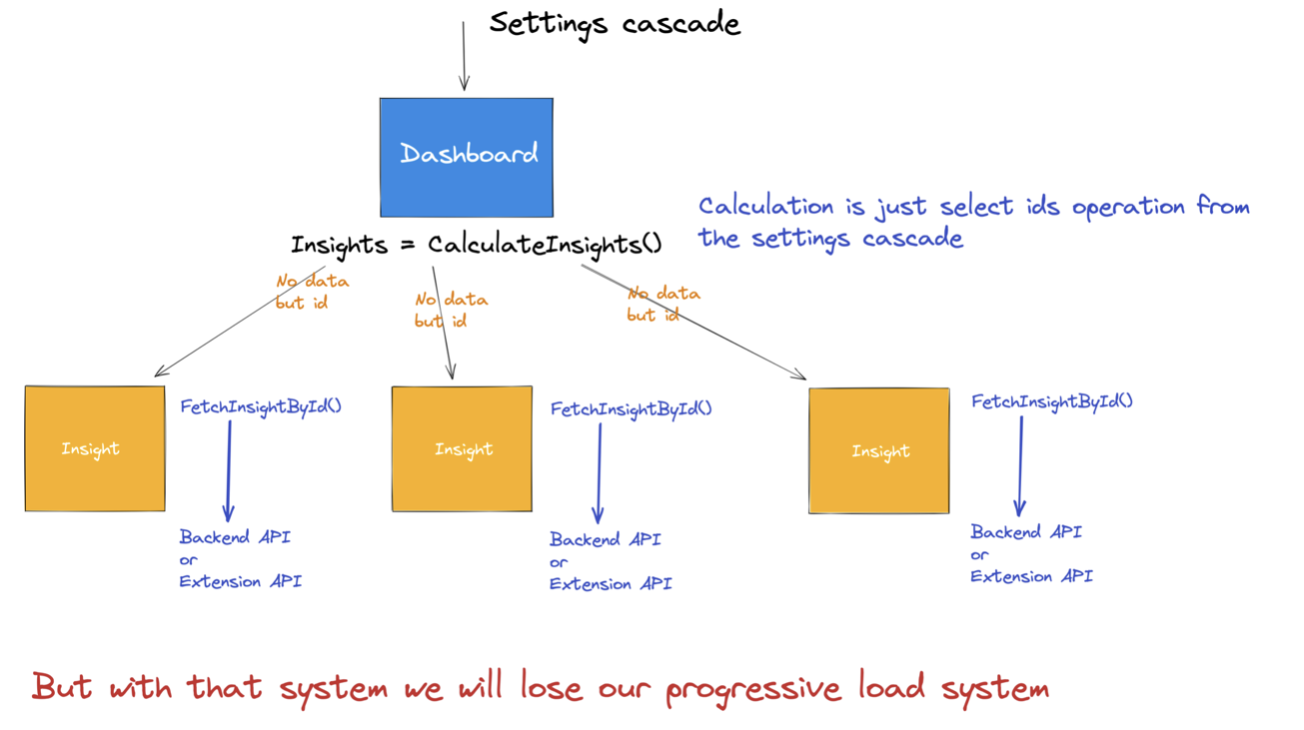 Settings cascade
Dashboard
Calculation is just select ids operation from
the settings cascade
Insights = CalculateInsights()
No data
but id
No data
but id
No data
but id
Insight
FetchInsightById()
Backend API
or
Extension API
Insight
FetchInsightById()
Backend API
or
Extension API
Insight
FetchInsightById()
Backend API
or
Extension API
But with that system we will lose our progressive load system